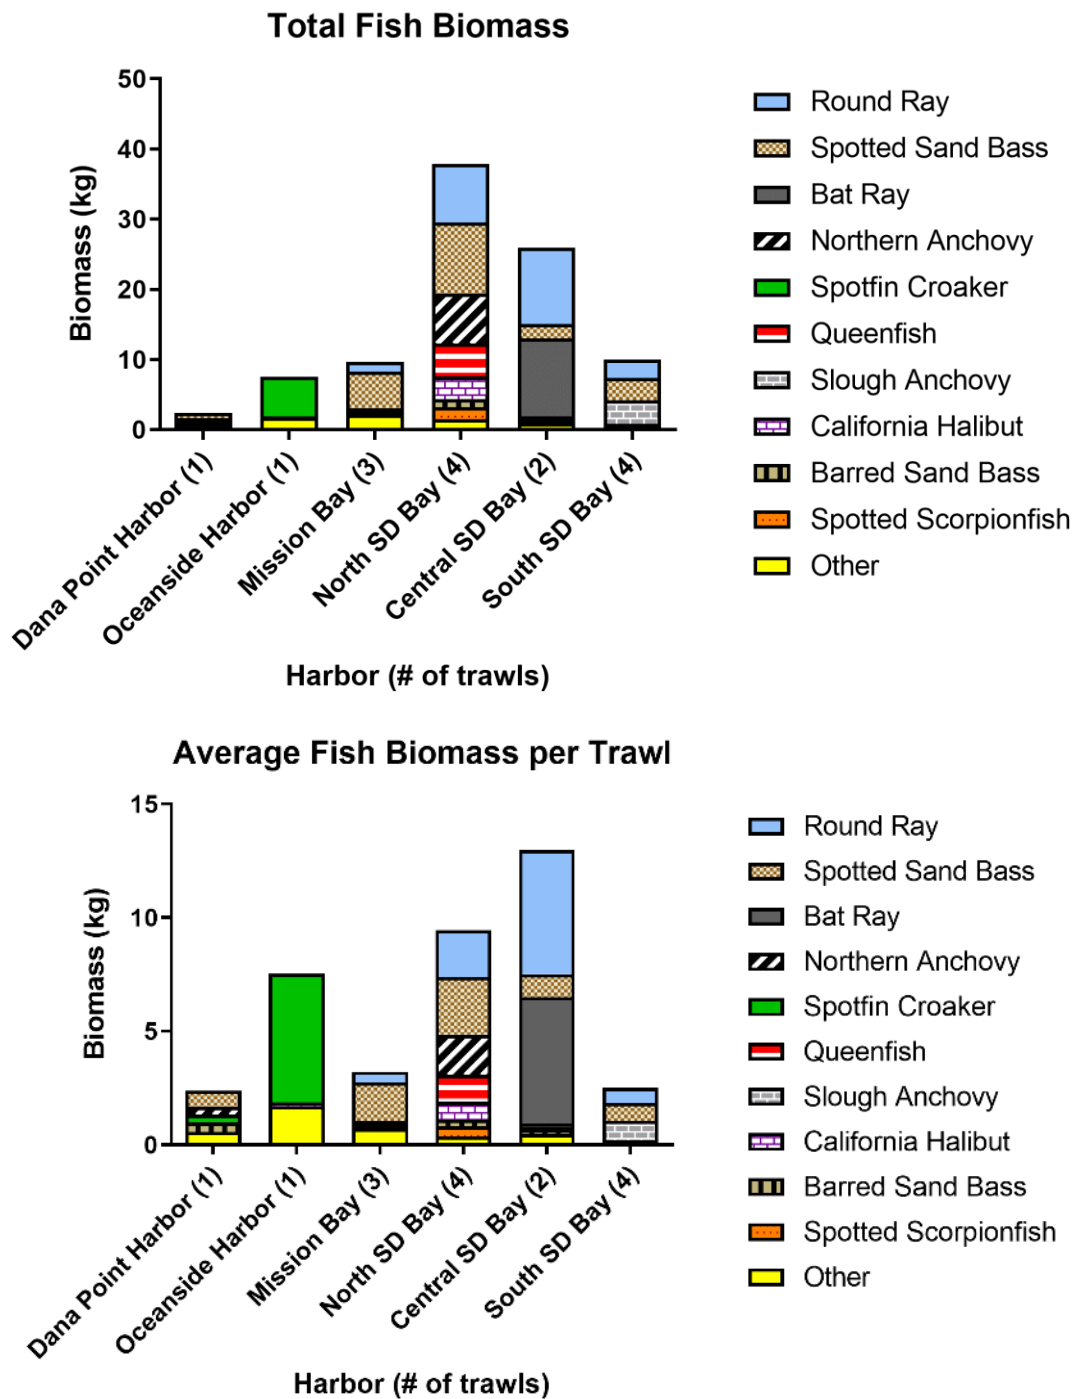 Total Fish Biomass
Biomass (kg)
50
40
30
20
10
0
Dana Point Harbor (1)
Oceanside Harbor (1)
Mission Bay (3)
North SD Bay (4)
Central SD Bay (2)
South SD Bay (4)
Harbor (# of trawls)
Round Ray
Spotted Sand Bass
Bat Ray
Northern Anchovy
Spotfin Croaker
Queenfish
Slough Anchovy
California Halibut
Barred Sand Bass
Spotted Scorpionfish
Other
Average Fish Biomass per Trawl
Biomass (kg)
15
10
5
0
Dana Point Harbor (1)
Oceanside Harbor (1)
Mission Bay (3)
North SD Bay (4)
Central SD Bay (2)
South SD Bay (4)
Harbor (# of trawls)
Round Ray
Spotted Sand Bass
Bat Ray
Northern Anchovy
Spotfin Croaker
Queenfish
Slough Anchovy
California Halibut
Barred Sand Bass
Spotted Scorpionfish
Other